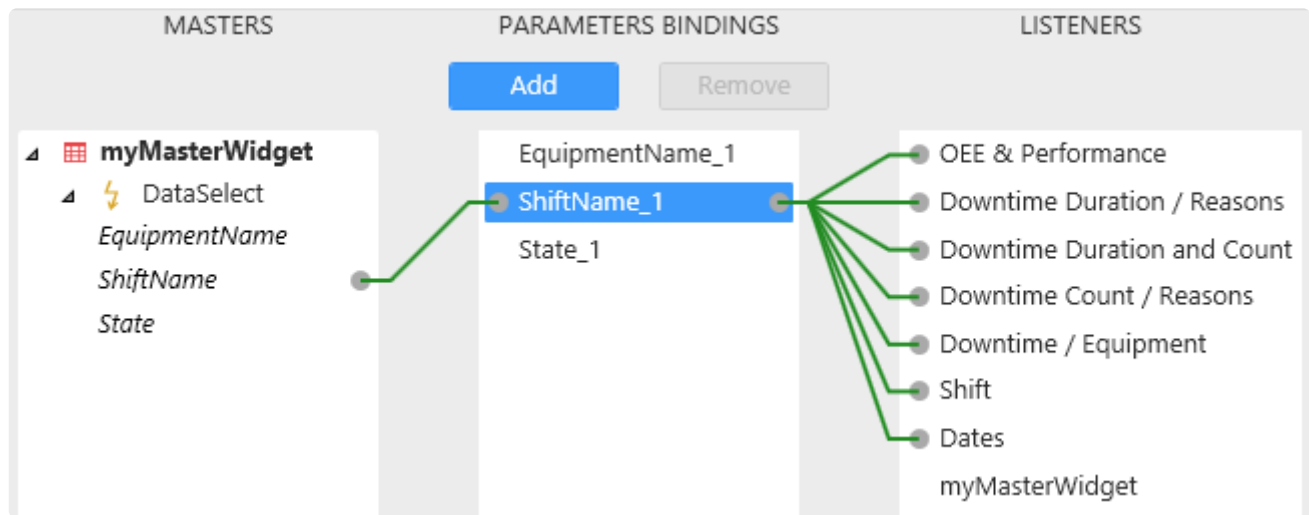 MASTERS
PARAMETERS BINDINGS
LISTENERS
Add
Remove
myMasterWidget
DataSelect
EquipmentName
ShiftName
State
EquipmentName_1
ShiftName_1
State_1
OEE & Performance
Downtime Duration / Reasons
Downtime Duration and Count
Downtime Count / Reasons
Downtime / Equipment
Shift
Dates
myMasterWidget